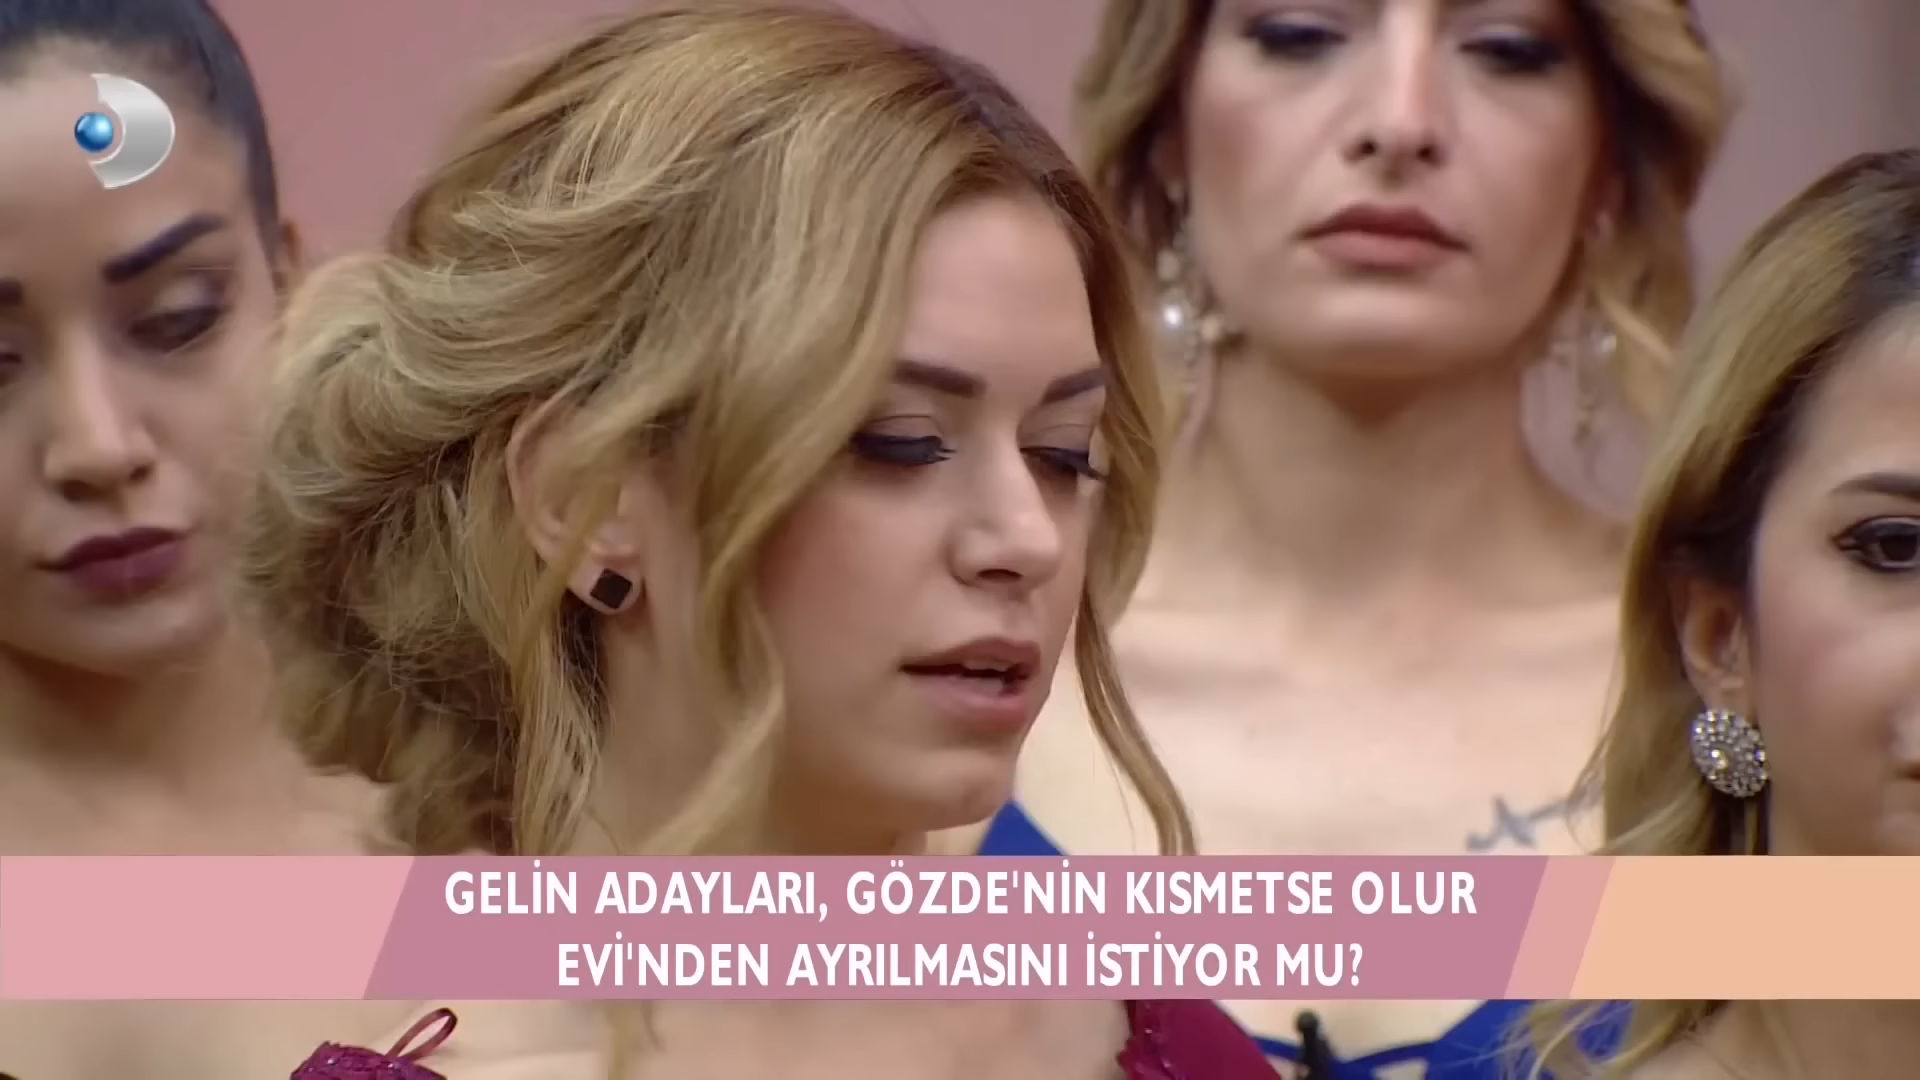 GELİN ADAYLARI, GÖZDE'NİN KISMETSE OLUR
EVİ'NDEN AYRILMASINI İSTİYOR MU?